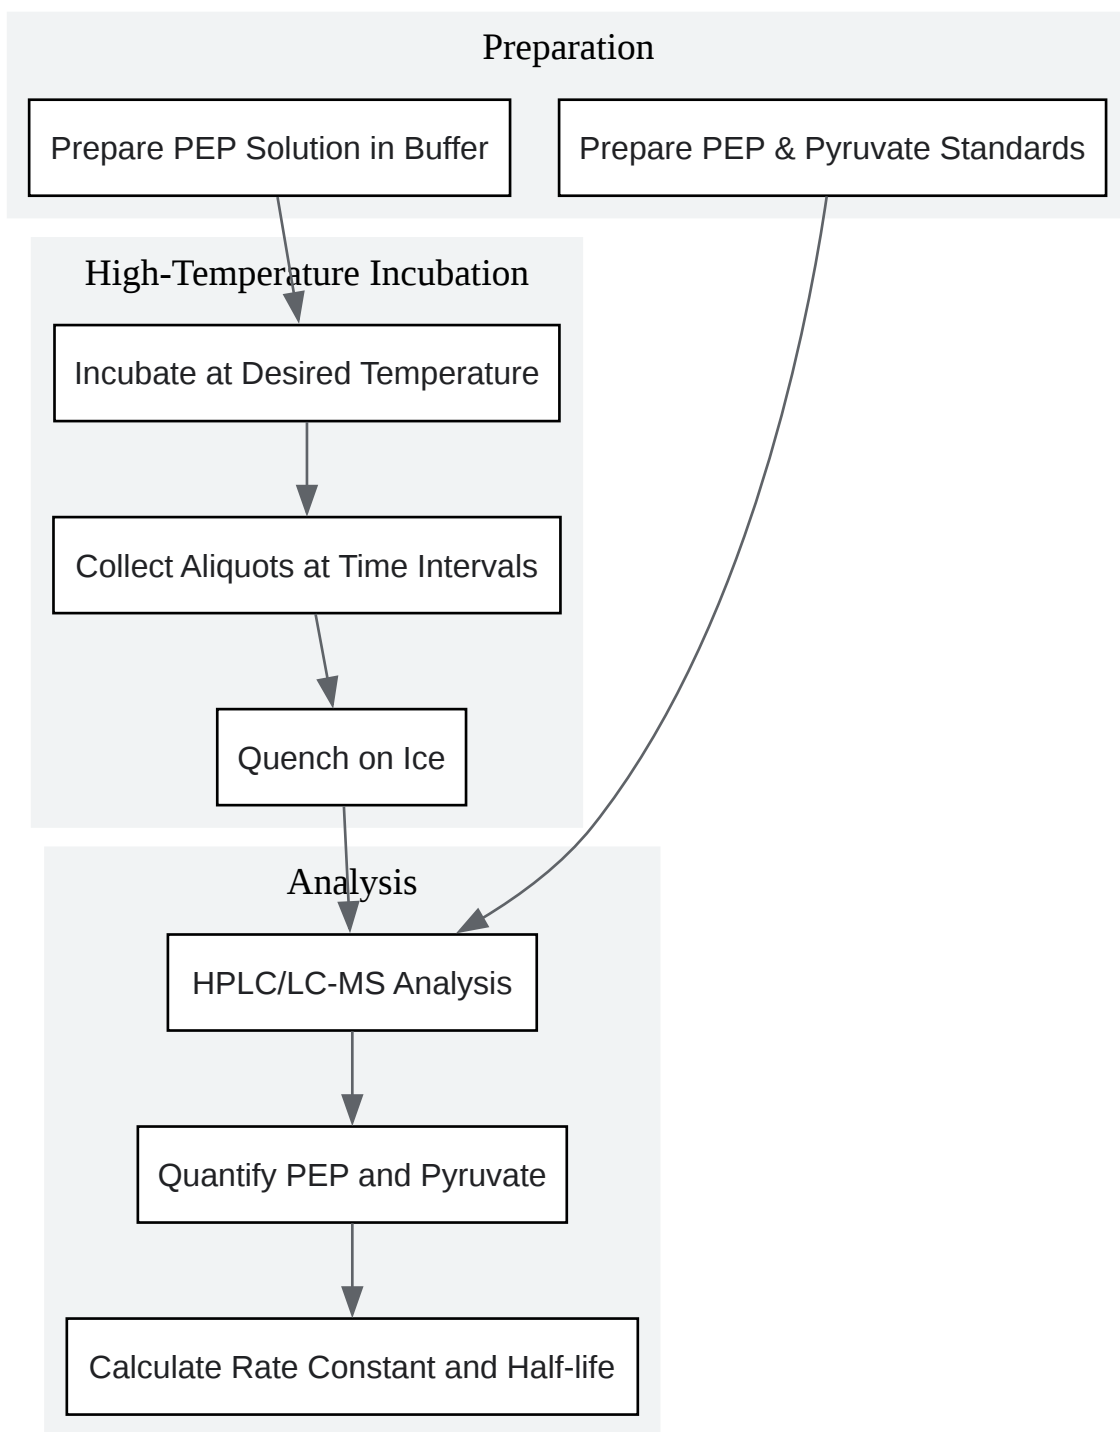 Preparation
Prepare PEP Solution in Buffer
Prepare PEP & Pyruvate Standards
High-Temperature Incubation
Incubate at Desired Temperature
Collect Aliquots at Time Intervals
Quench on Ice
Analysis
HPLC/LC-MS Analysis
Quantify PEP and Pyruvate
Calculate Rate Constant and Half-life